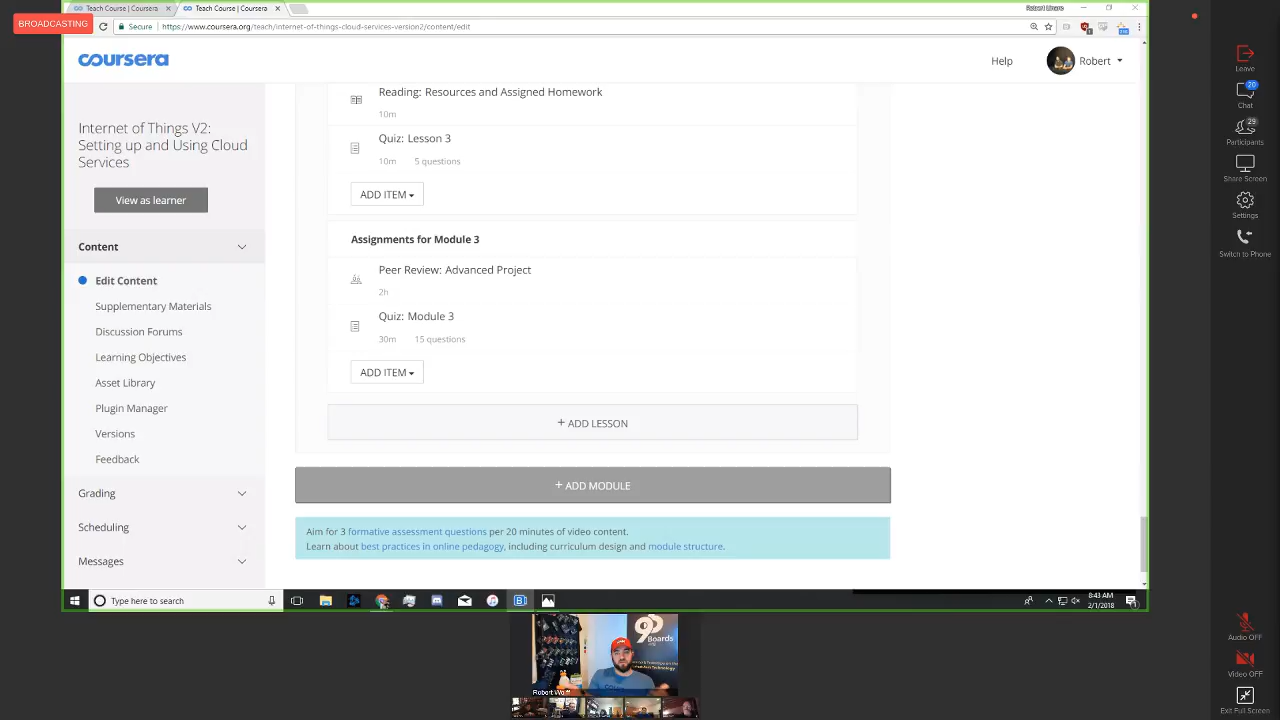 BROADCASTING
Teach Course | Coursera
Teach Course | Coursera
Secure
https://www.coursera.org/teach/internet-of-things-cloud-services-version2/content/edit
coursera
Help
Robert
Internet of Things V2:
Setting up and Using Cloud
Services
View as learner
Content
Edit Content
Supplementary Materials
Discussion Forums
Learning Objectives
Asset Library
Plugin Manager
Versions
Feedback
Grading
Scheduling
Messages
Reading: Resources and Assigned Homework
10m
Quiz: Lesson 3
10m 5 questions
ADD ITEM
Assignments for Module 3
Peer Review: Advanced Project
2h
Quiz: Module 3
30m 15 questions
ADD ITEM
+ ADD LESSON
+ ADD MODULE
Aim for 3 formative assessment questions per 20 minutes of video content.
Learn about best practices in online pedagogy, including curriculum design and module structure.
Type here to search
8:43 AM
2/1/2018
Leave
20
Chat
29
Participants
Share Screen
Settings
Switch to Phone
Audio OFF
Video OFF
Exit Full Screen
96
Boards
Robert Wolff